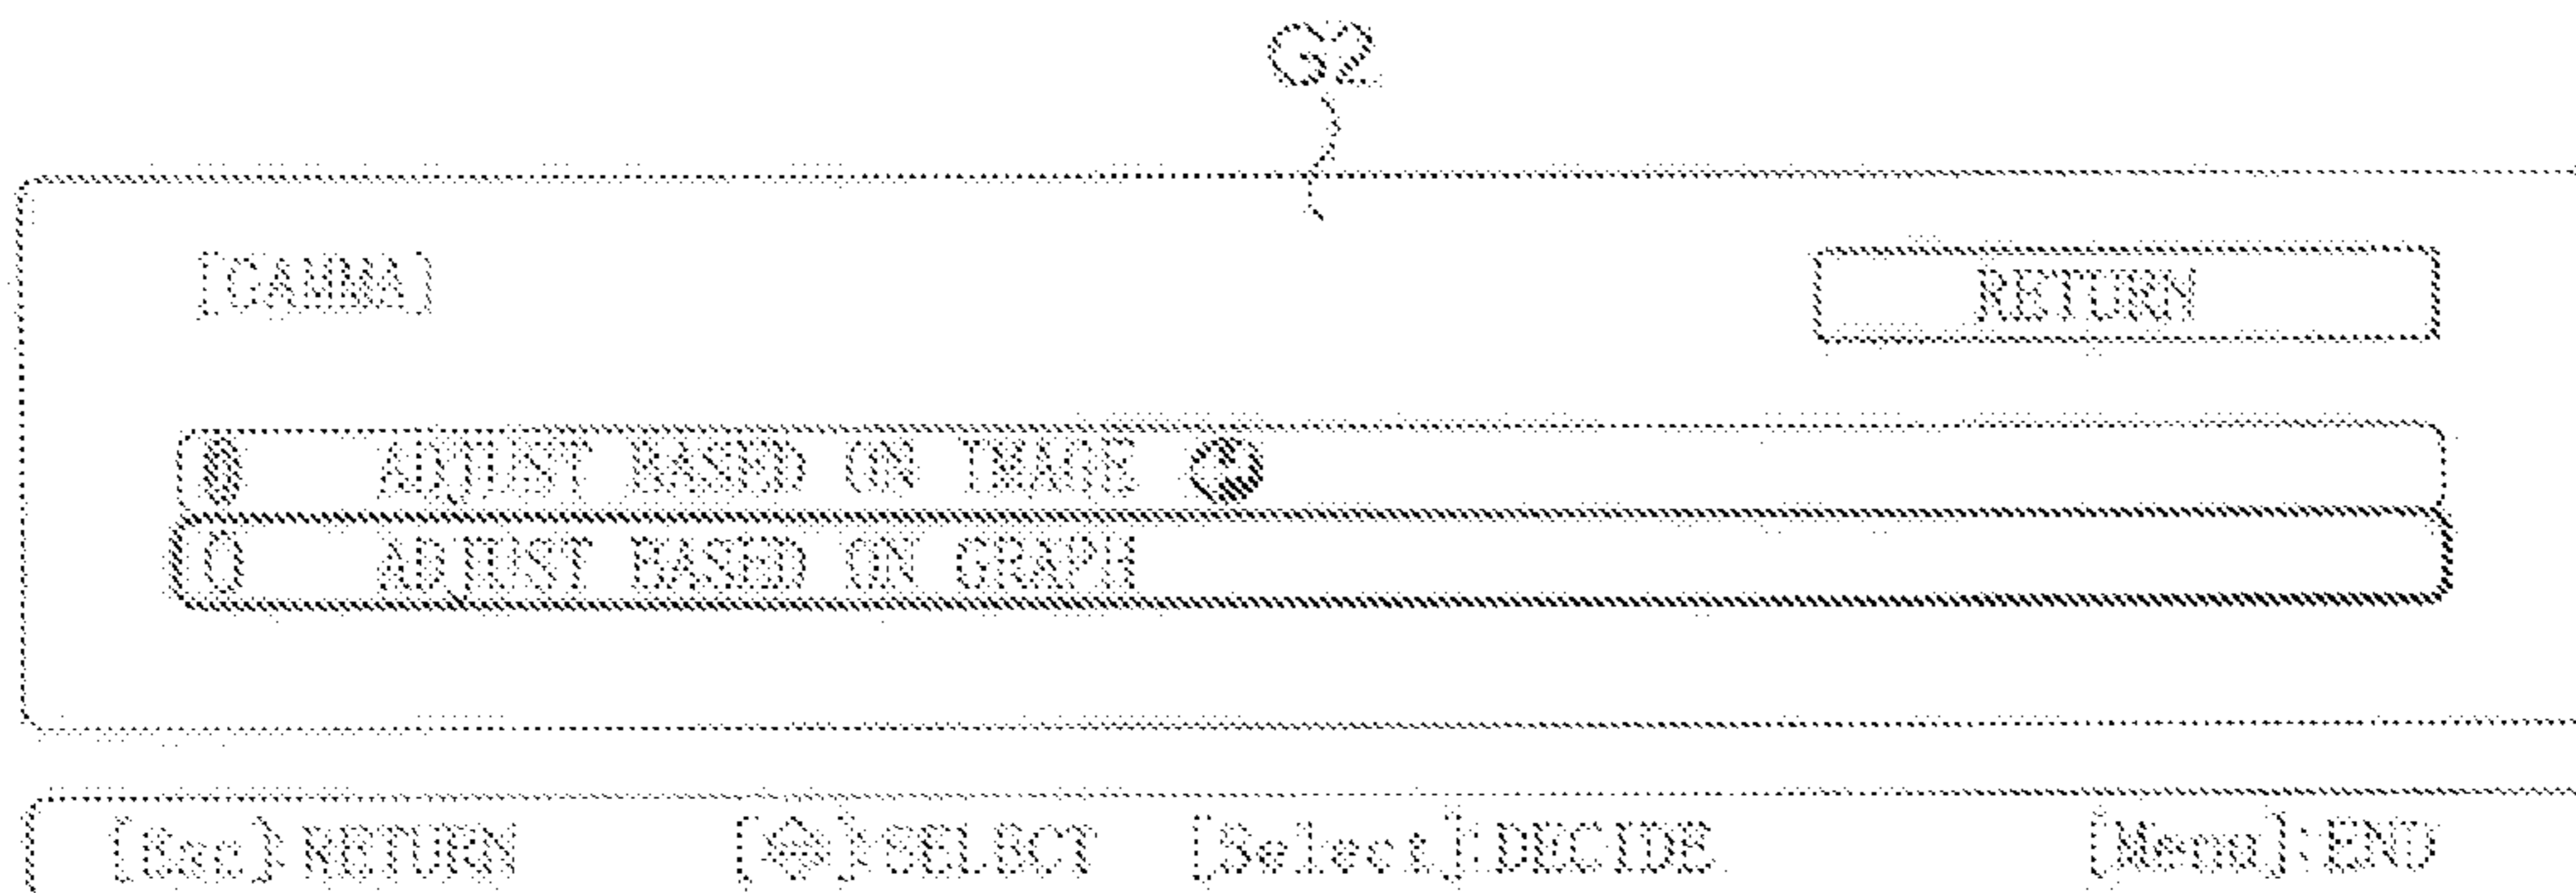 G2
[GAMMA] RETURN
ADJUST BASED ON IMAGE
ADJUST BASED ON GRAPH
[Esc]:RETURN [◈]:SELECT [Select]:DECIDE [Menu]:END